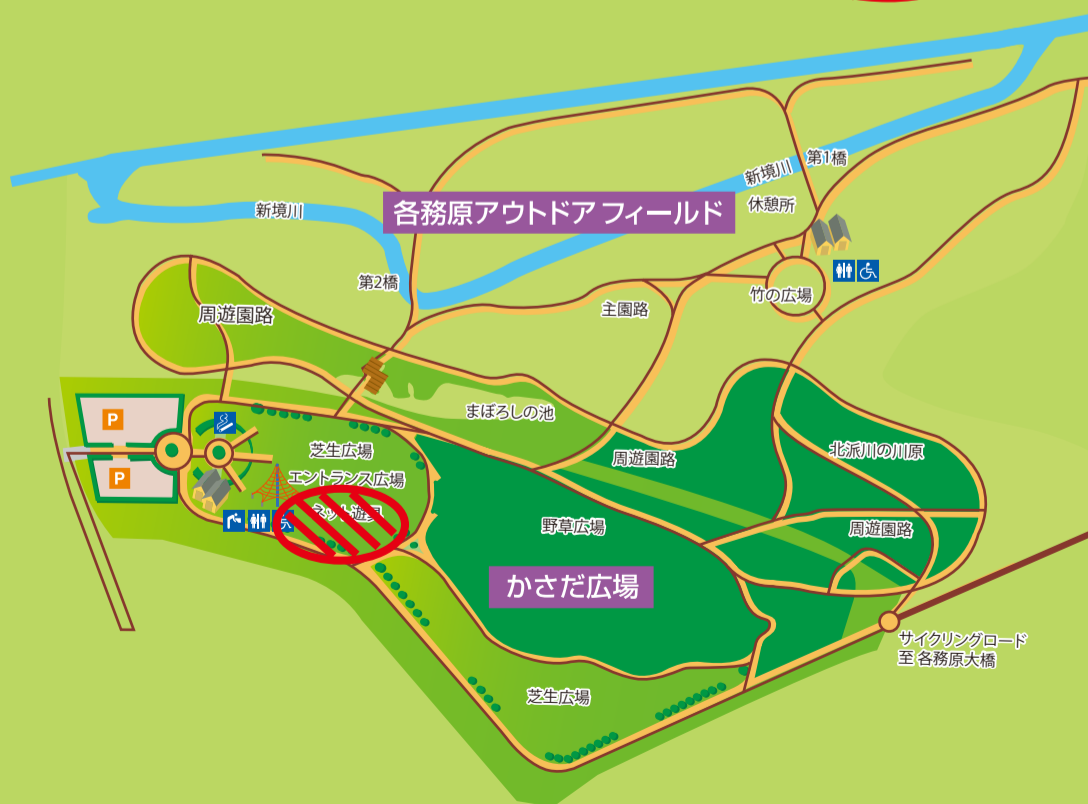 第1橋
新境川
休憩所
新境川
各務原アウトドアフィールド
第2橋
竹の広場
主園路
周遊園路
まぼろしの池
P
芝生広場
北派川の川原
周遊園路
エントランス広場
P
ネット遊具
野草広場
周遊園路
かさだ広場
サイクリングロード
至 各務原大橋
芝生広場